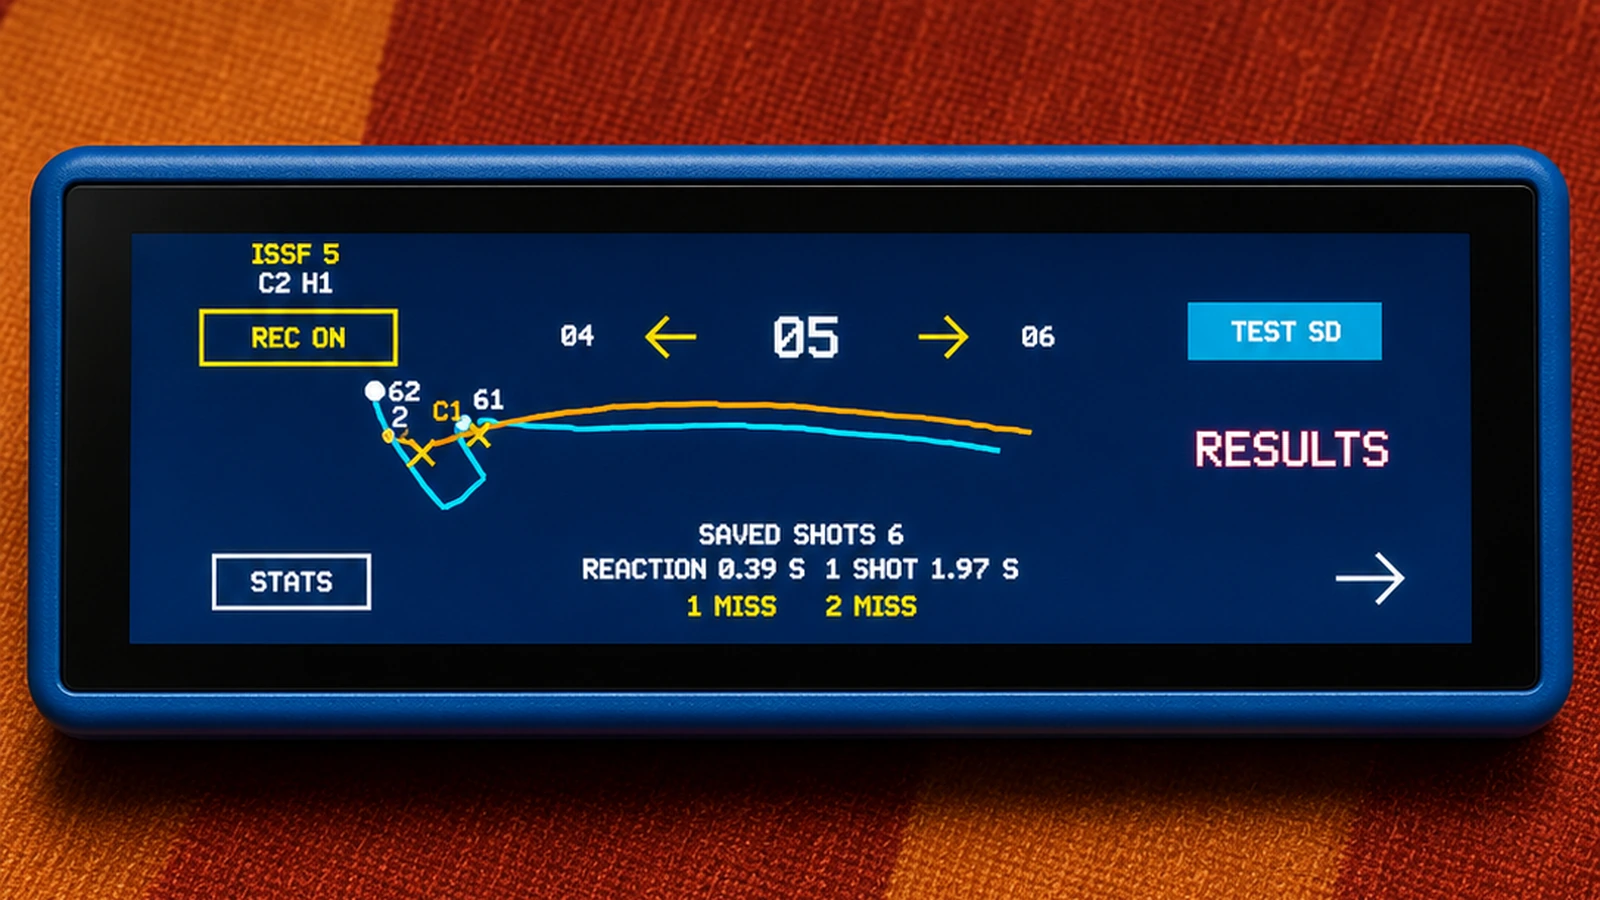 ISSF 5
C2 H1
REC ON
04 ← 05 → 06
TEST SD
62
2
C1 61
RESULTS
SAVED SHOTS 6
REACTION 0.39 S 1 SHOT 1.97 S
1 MISS 2 MISS
STATS
→